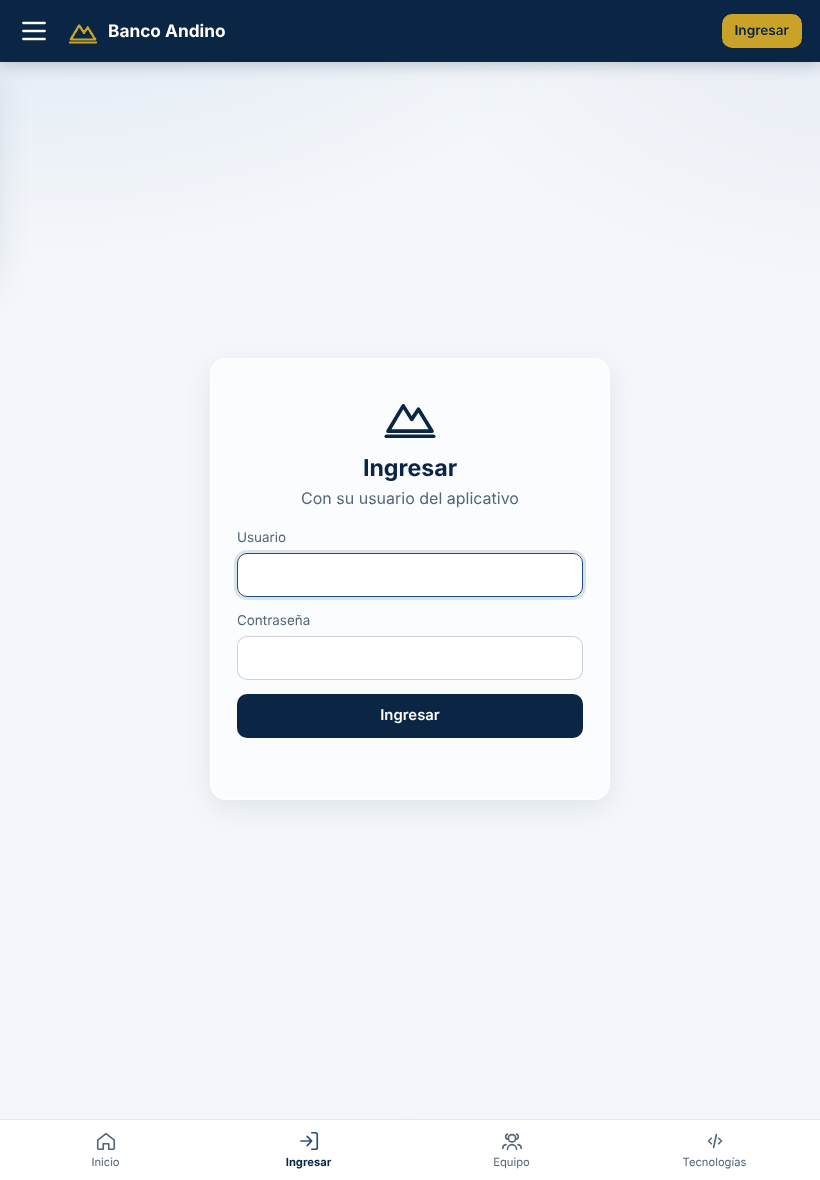 Banco Andino
Ingresar
Ingresar
Con su usuario del aplicativo
Usuario
Contraseña
Ingresar
Inicio
Ingresar
Equipo
Tecnologías